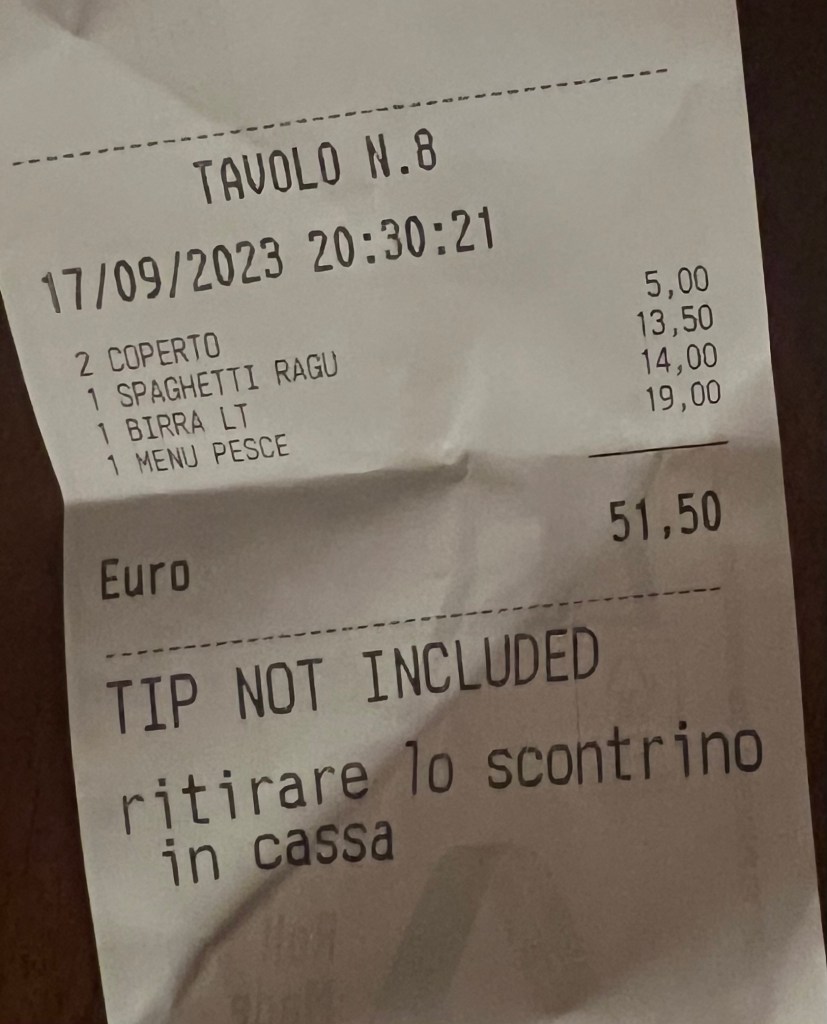 TAVOLO N.8
17/09/2023 20:30:21
2 COPERTO 5,00
1 SPAGHETTI RAGU 13,50
1 BIRRA LT 14,00
1 MENU PESCE 19,00
Euro 51,50
TIP NOT INCLUDED
ritirare lo scontrino
in cassa